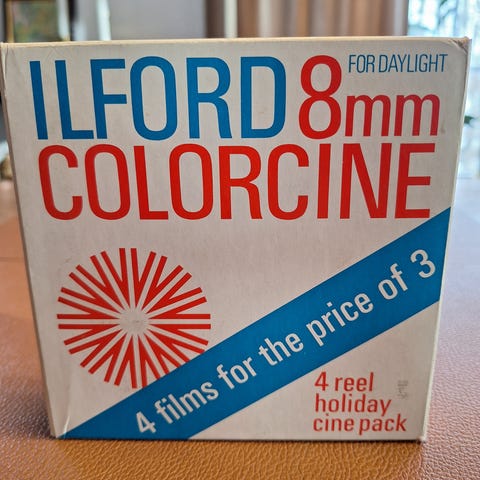 ILFORD 8mm FOR DAYLIGHT
COLORCINE
4 films for the price of 3
4 reel
holiday
cine pack